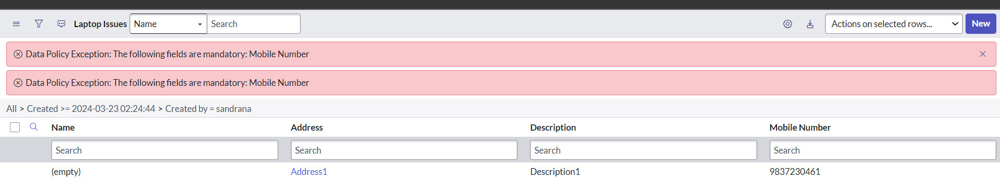 Laptop Issues Name Search Actions on selected rows... New
Data Policy Exception: The following fields are mandatory: Mobile Number
Data Policy Exception: The following fields are mandatory: Mobile Number
All > Created >= 2024-03-23 02:24:44 > Created by = sandrana
Name Address Description Mobile Number
Search Search Search Search
(empty) Address1 Description1 9837230461